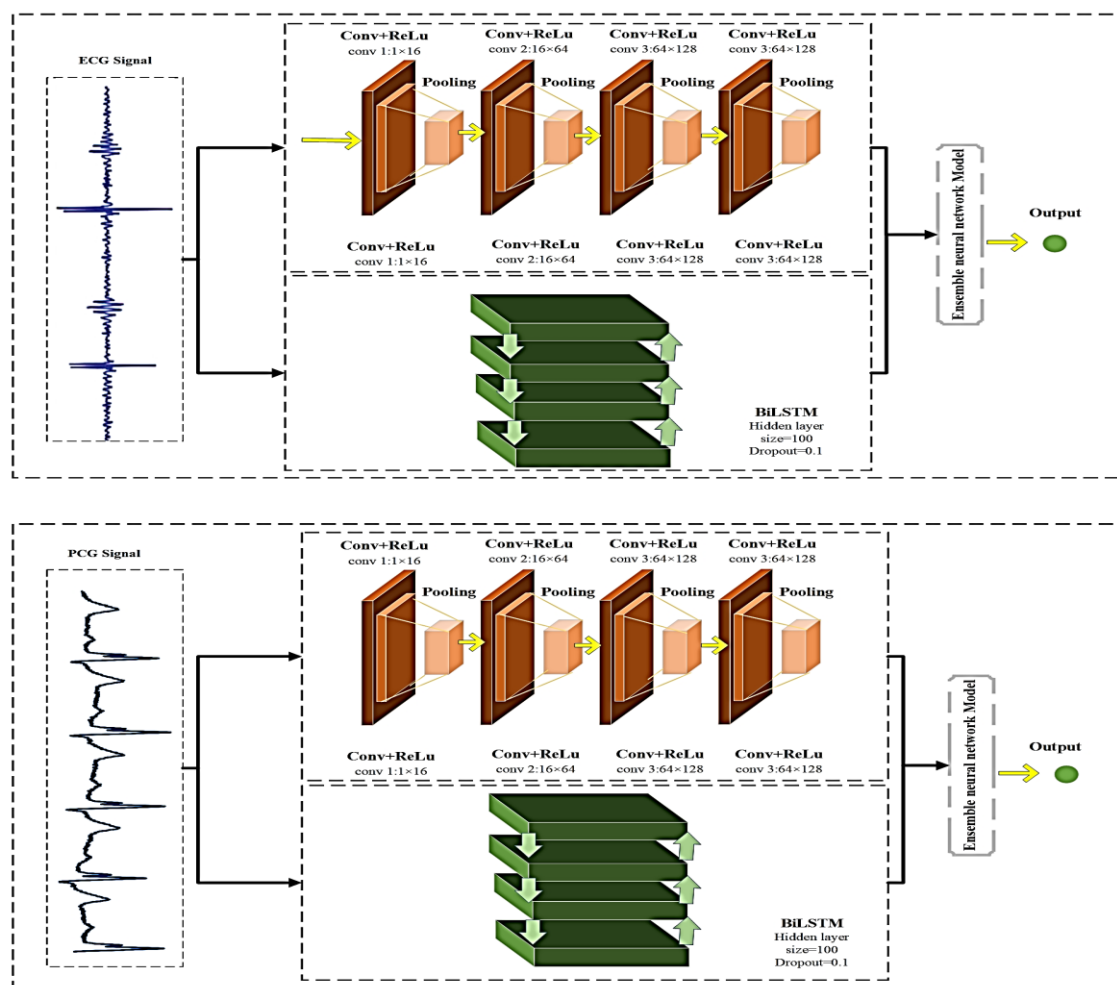 ECG Signal
Conv+ReLu
conv 1:1×16
Conv+ReLu
conv 2:16×64
Conv+ReLu
conv 3:64×128
Conv+ReLu
conv 3:64×128
Pooling
Pooling
Pooling
Pooling
Conv+ReLu
conv 1:1×16
Conv+ReLu
conv 2:16×64
Conv+ReLu
conv 3:64×128
Conv+ReLu
conv 3:64×128
BiLSTM
Hidden layer
size=100
Dropout=0.1
Ensemble neural network Model
Output
PCG Signal
Conv+ReLu
conv 1:1×16
Conv+ReLu
conv 2:16×64
Conv+ReLu
conv 3:64×128
Conv+ReLu
conv 3:64×128
Pooling
Pooling
Pooling
Pooling
Conv+ReLu
conv 1:1×16
Conv+ReLu
conv 2:16×64
Conv+ReLu
conv 3:64×128
Conv+ReLu
conv 3:64×128
BiLSTM
Hidden layer
size=100
Dropout=0.1
Ensemble neural network Model
Output